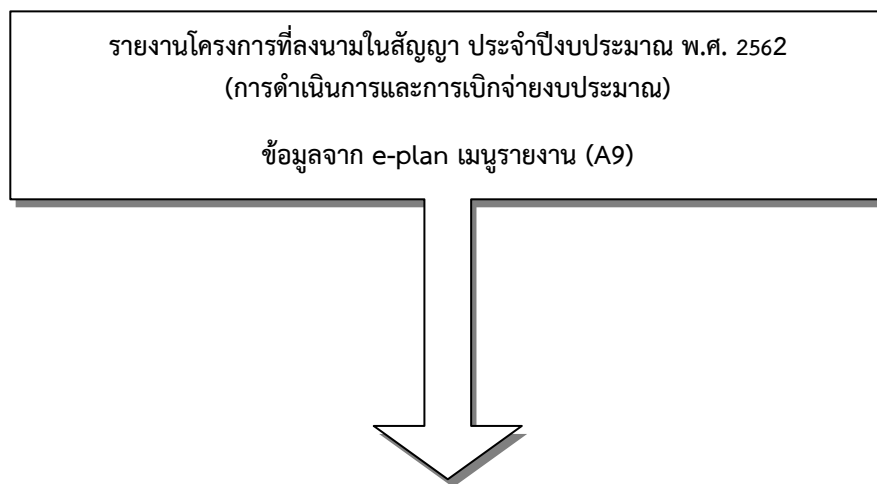 รายงานโครงการที่ลงนามในสัญญา ประจำปีงบประมาณ พ.ศ. 2562
(การดำเนินการและการเบิกจ่ายงบประมาณ)
ข้อมูลจาก e-plan เมนูรายงาน (A9)